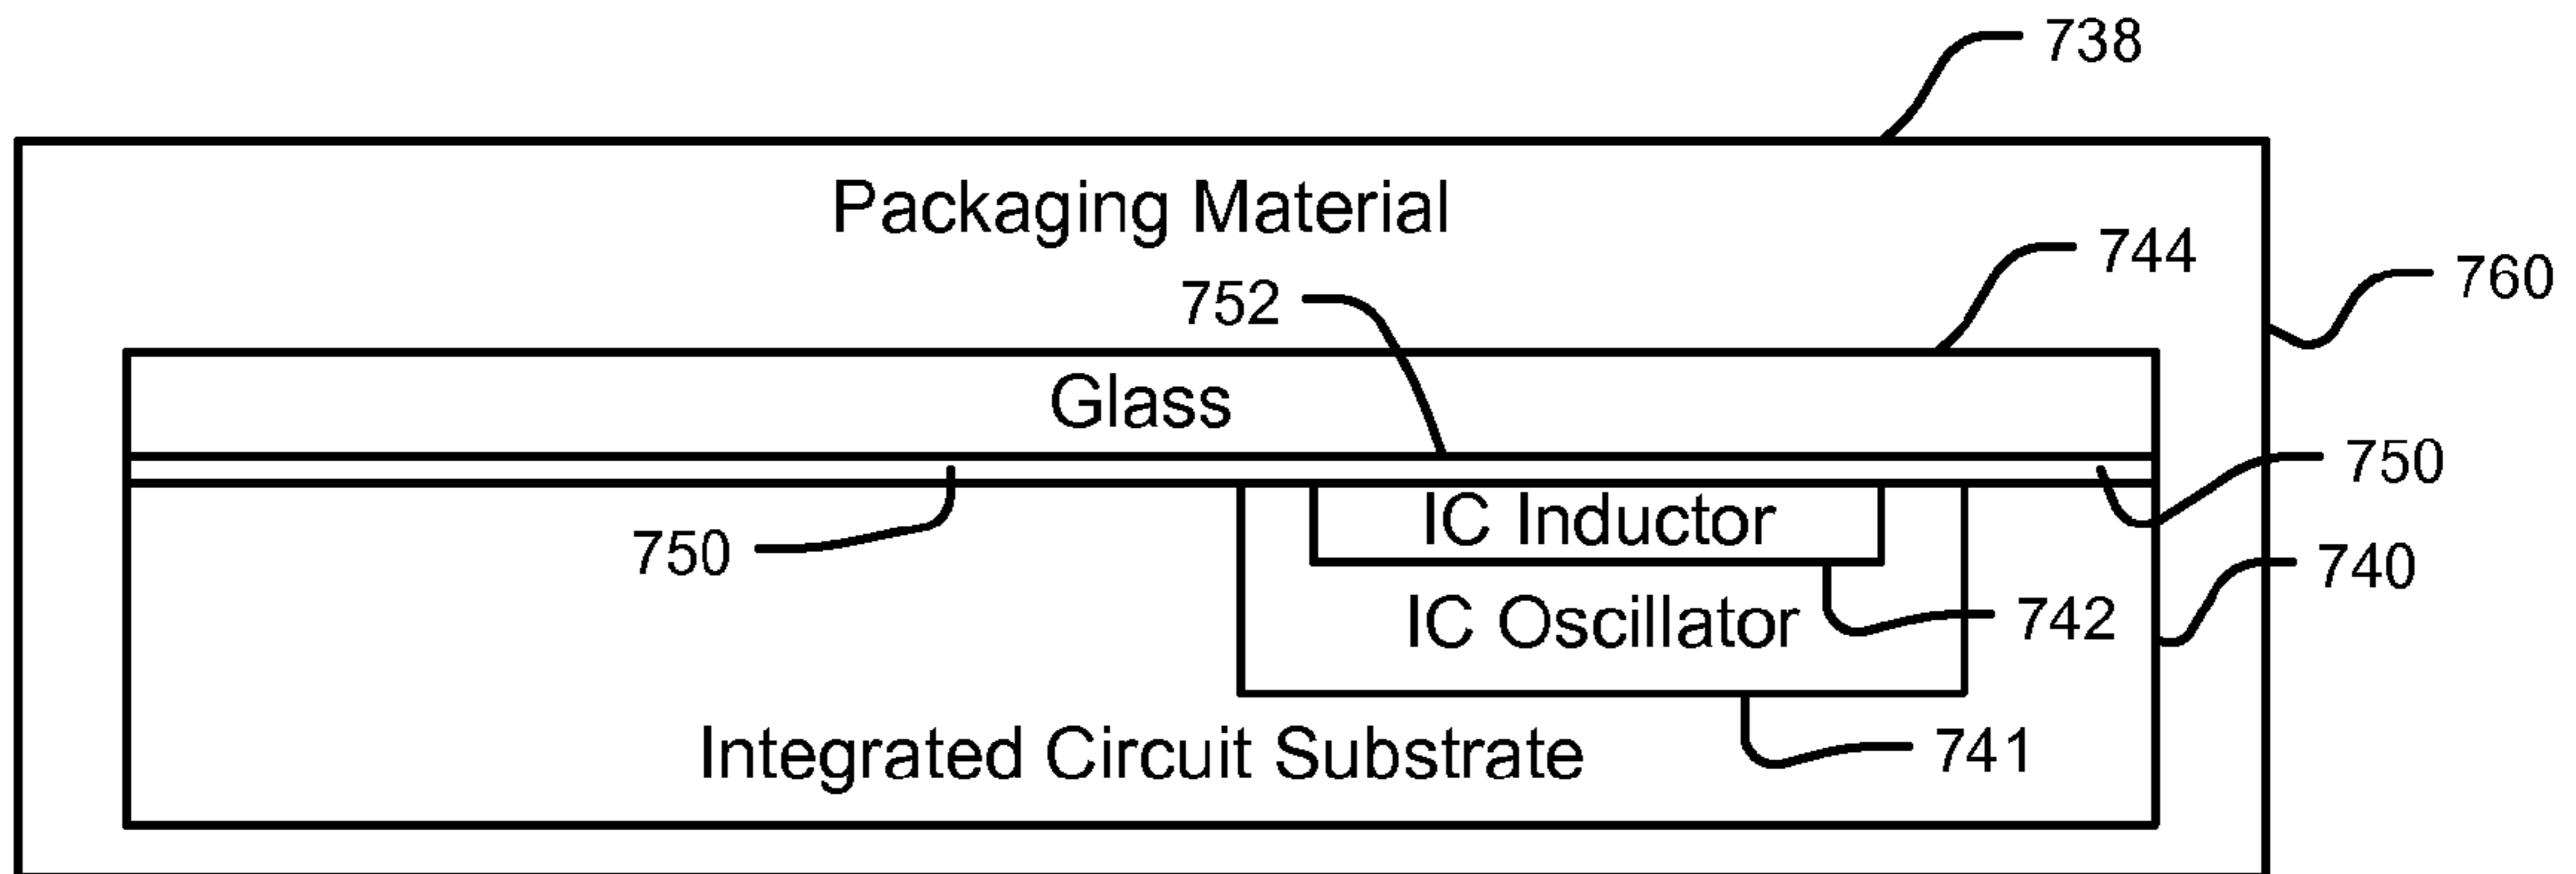 738
Packaging Material
744
752
760
Glass
750
750
IC Inductor
740
742
IC Oscillator
741
Integrated Circuit Substrate